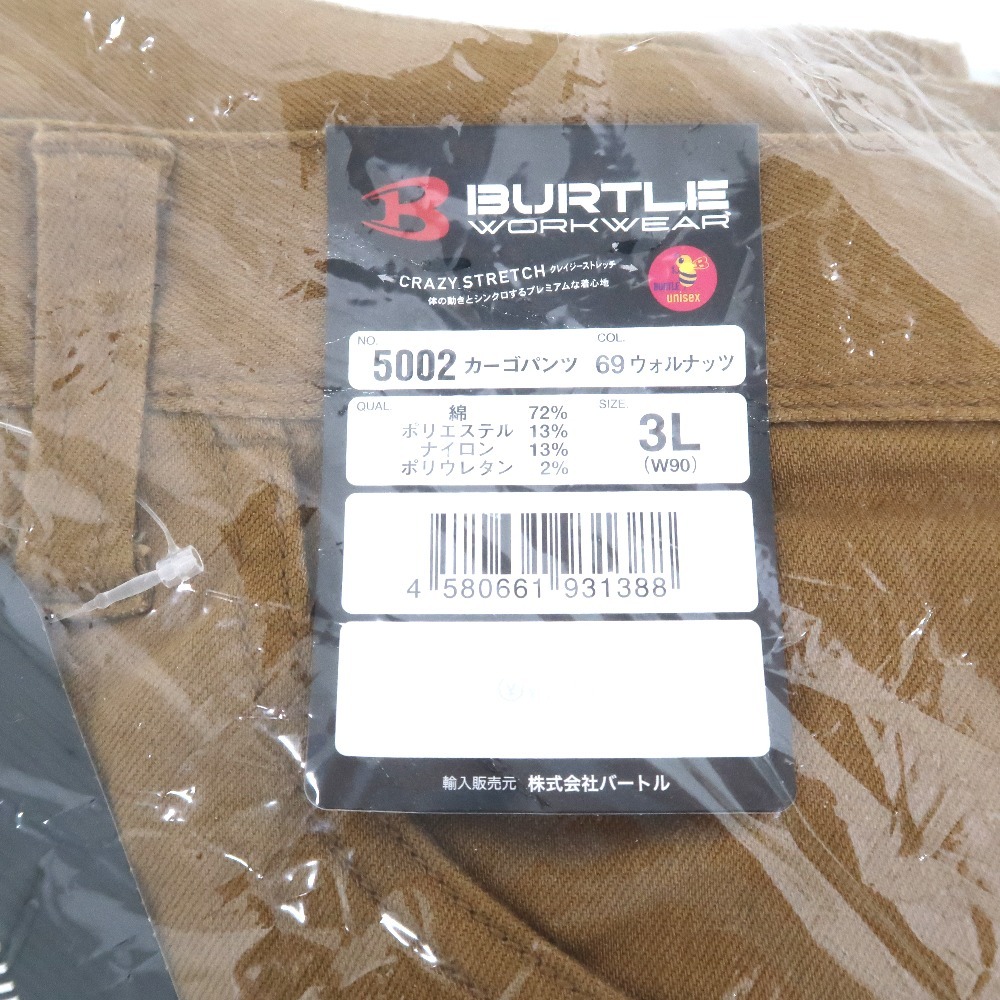 BURTLE
WORKWEAR
CRAZY STRETCH クレイジーストレッチ
体の動きとシンクロするプレミアムな着心地
BURTLE
unisex
NO.
5002 カーゴパンツ
COL.
69 ウォルナッツ
QUAL.
綿 72%
ポリエステル 13%
ナイロン 13%
ポリウレタン 2%
SIZE.
3L
(W90)
4 580661 931388
輸入販売元 株式会社バートル